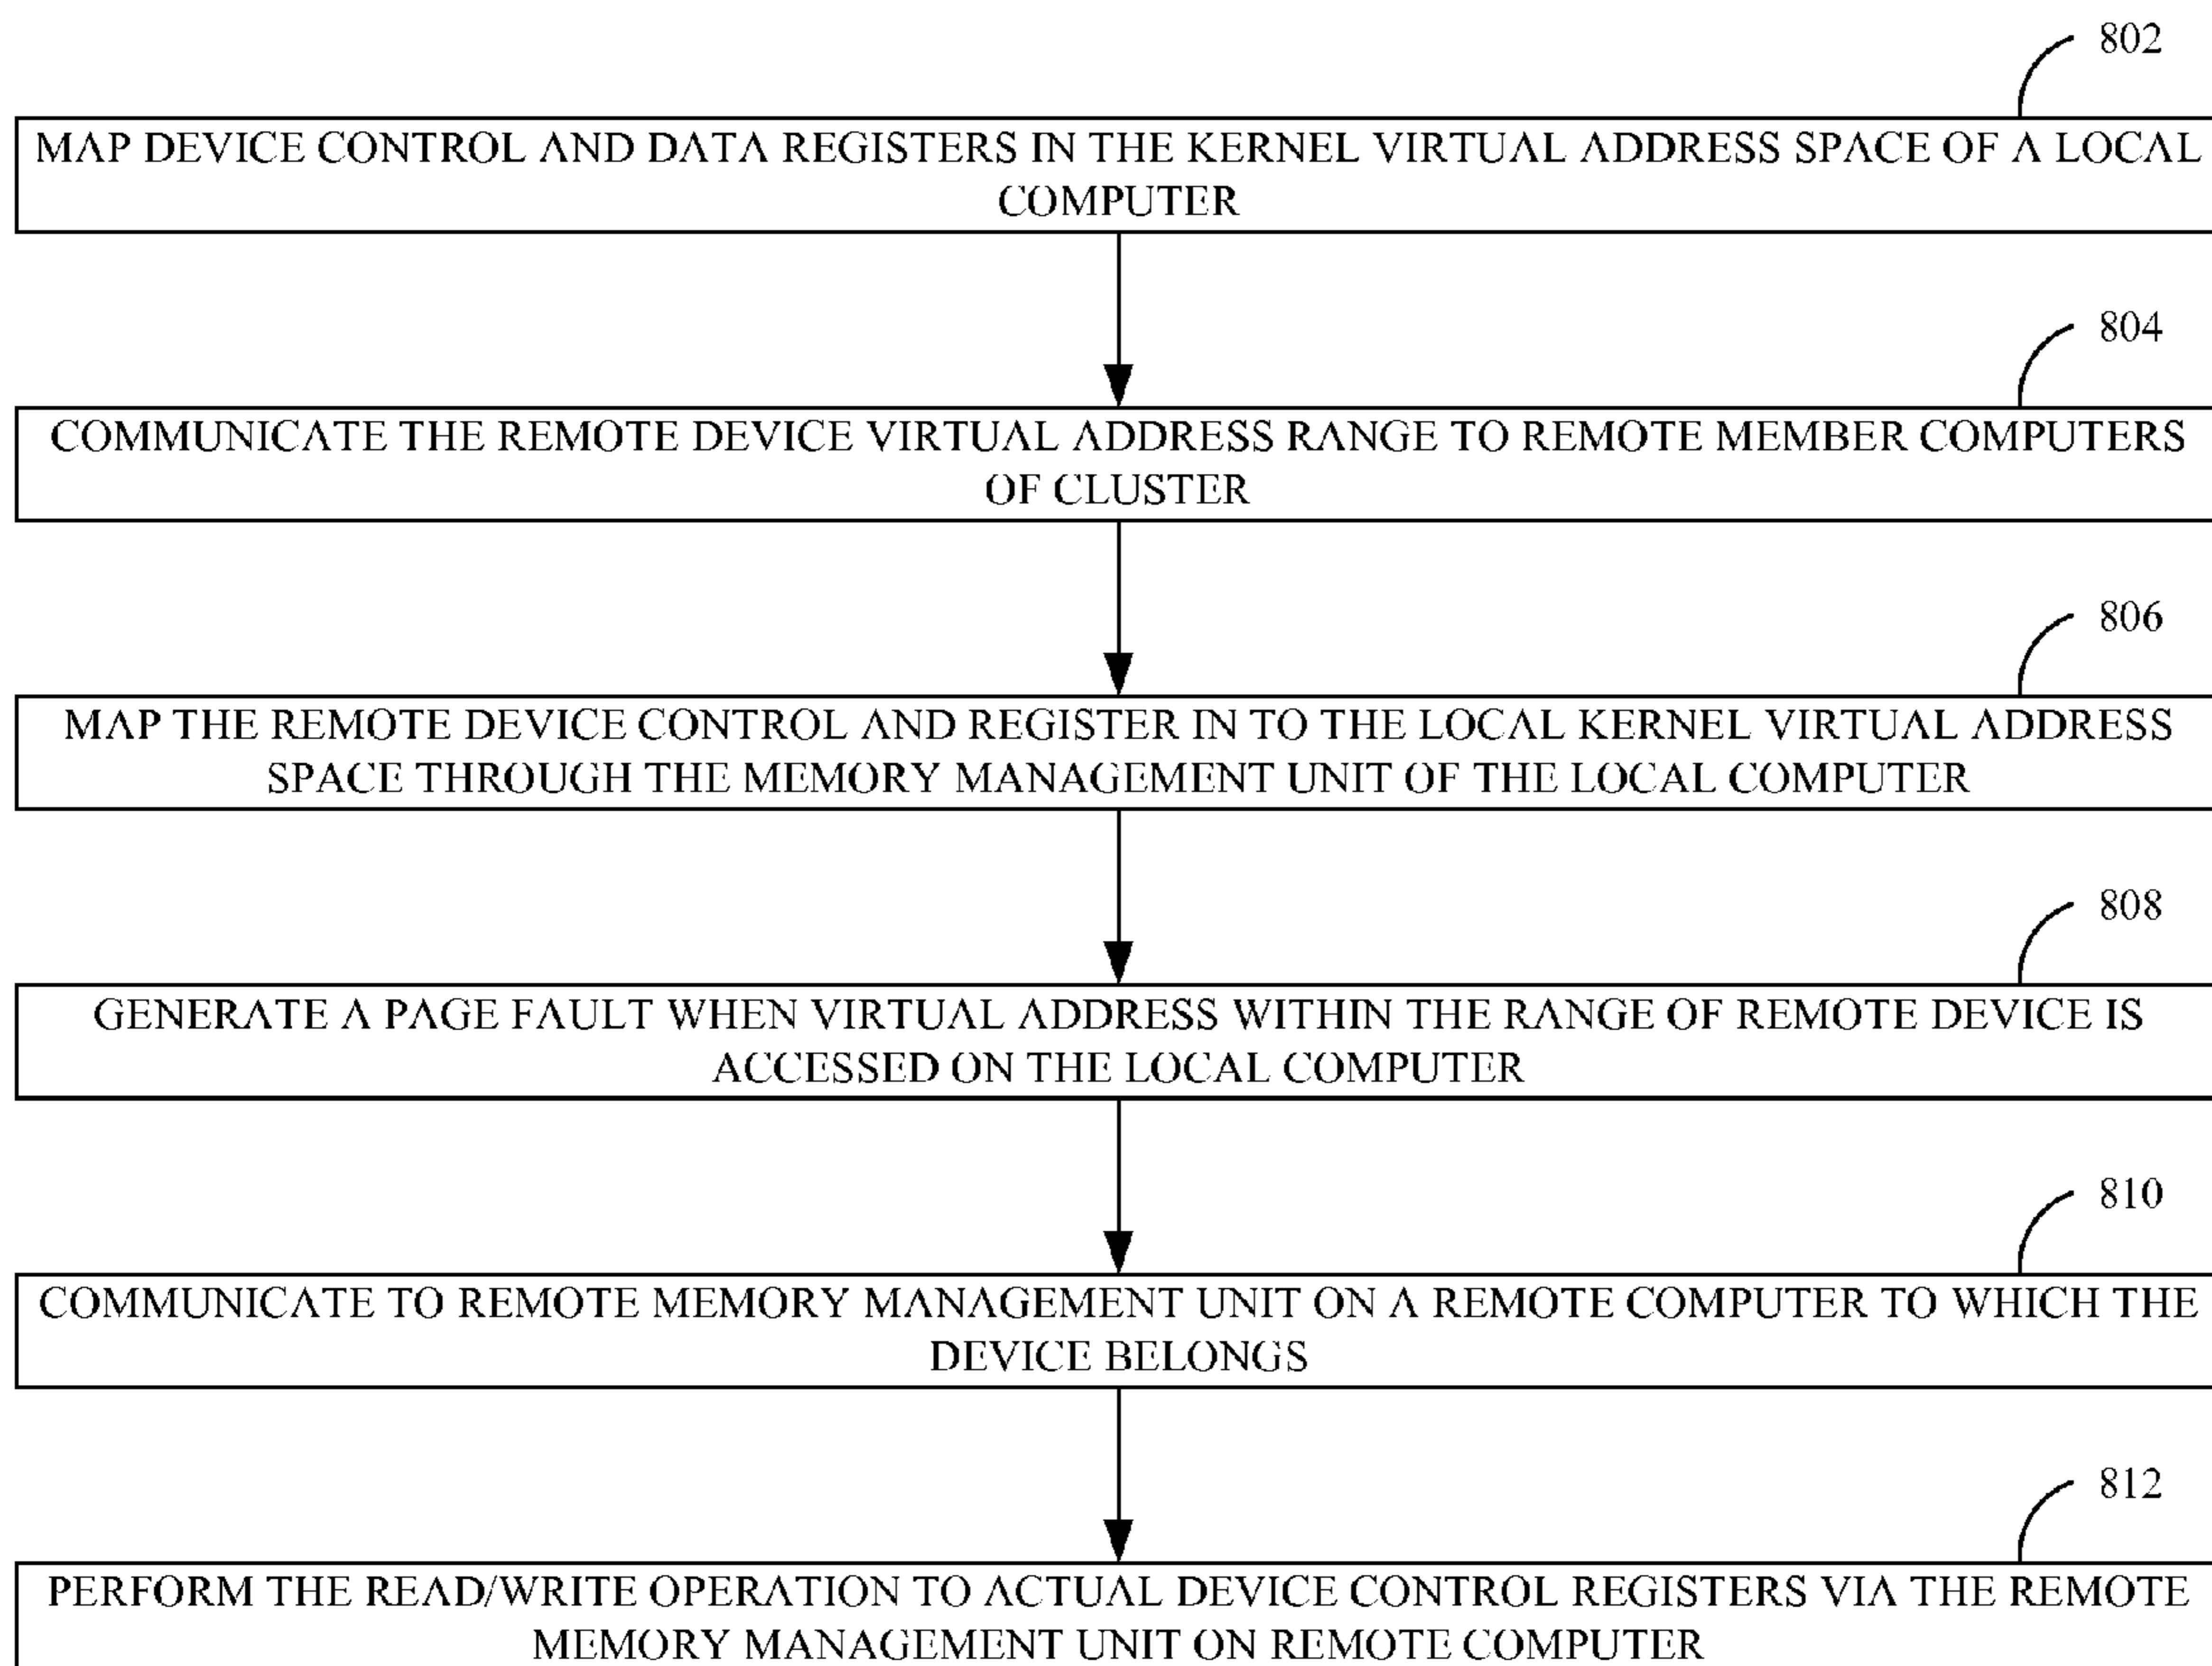 802
MAP DEVICE CONTROL AND DATA REGISTERS IN THE KERNEL VIRTUAL ADDRESS SPACE OF A LOCAL
COMPUTER
804
COMMUNICATE THE REMOTE DEVICE VIRTUAL ADDRESS RANGE TO REMOTE MEMBER COMPUTERS
OF CLUSTER
806
MAP THE REMOTE DEVICE CONTROL AND REGISTER IN TO THE LOCAL KERNEL VIRTUAL ADDRESS
SPACE THROUGH THE MEMORY MANAGEMENT UNIT OF THE LOCAL COMPUTER
808
GENERATE A PAGE FAULT WHEN VIRTUAL ADDRESS WITHIN THE RANGE OF REMOTE DEVICE IS
ACCESSED ON THE LOCAL COMPUTER
810
COMMUNICATE TO REMOTE MEMORY MANAGEMENT UNIT ON A REMOTE COMPUTER TO WHICH THE
DEVICE BELONGS
812
PERFORM THE READ/WRITE OPERATION TO ACTUAL DEVICE CONTROL REGISTERS VIA THE REMOTE
MEMORY MANAGEMENT UNIT ON REMOTE COMPUTER